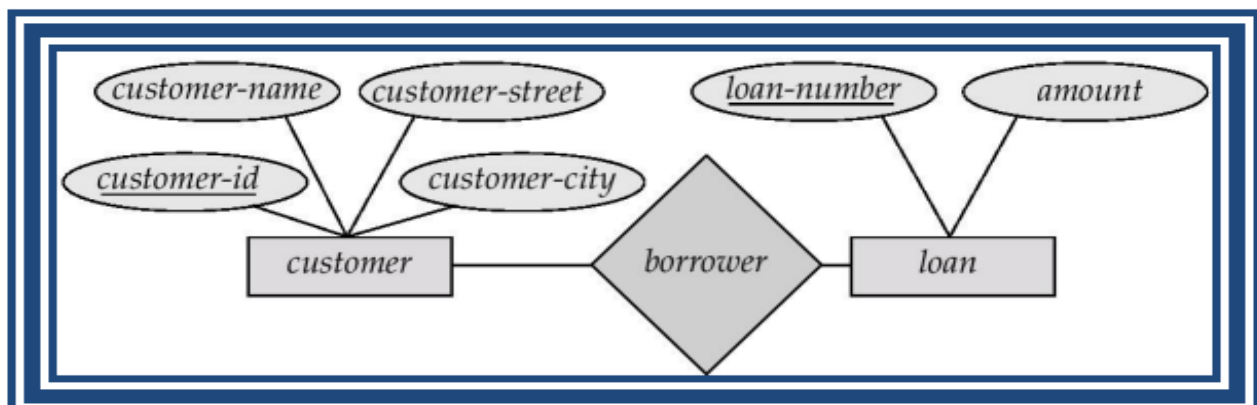 customer-name
customer-street
loan-number
amount
customer-id
customer-city
customer
borrower
loan